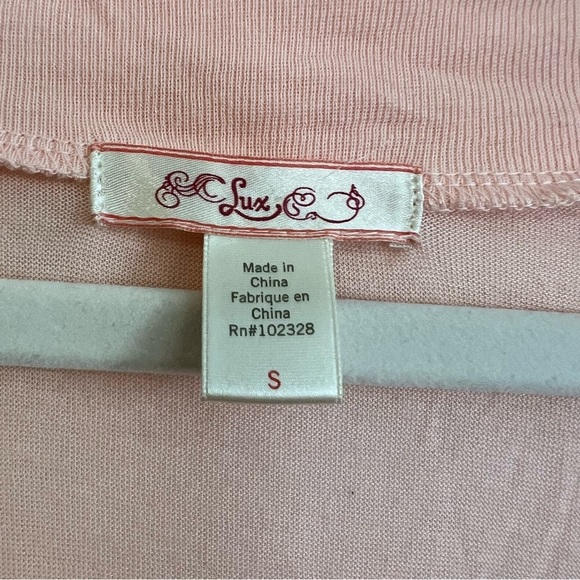 Lux
Made in
China
Fabrique en
China
Rn#102328
S